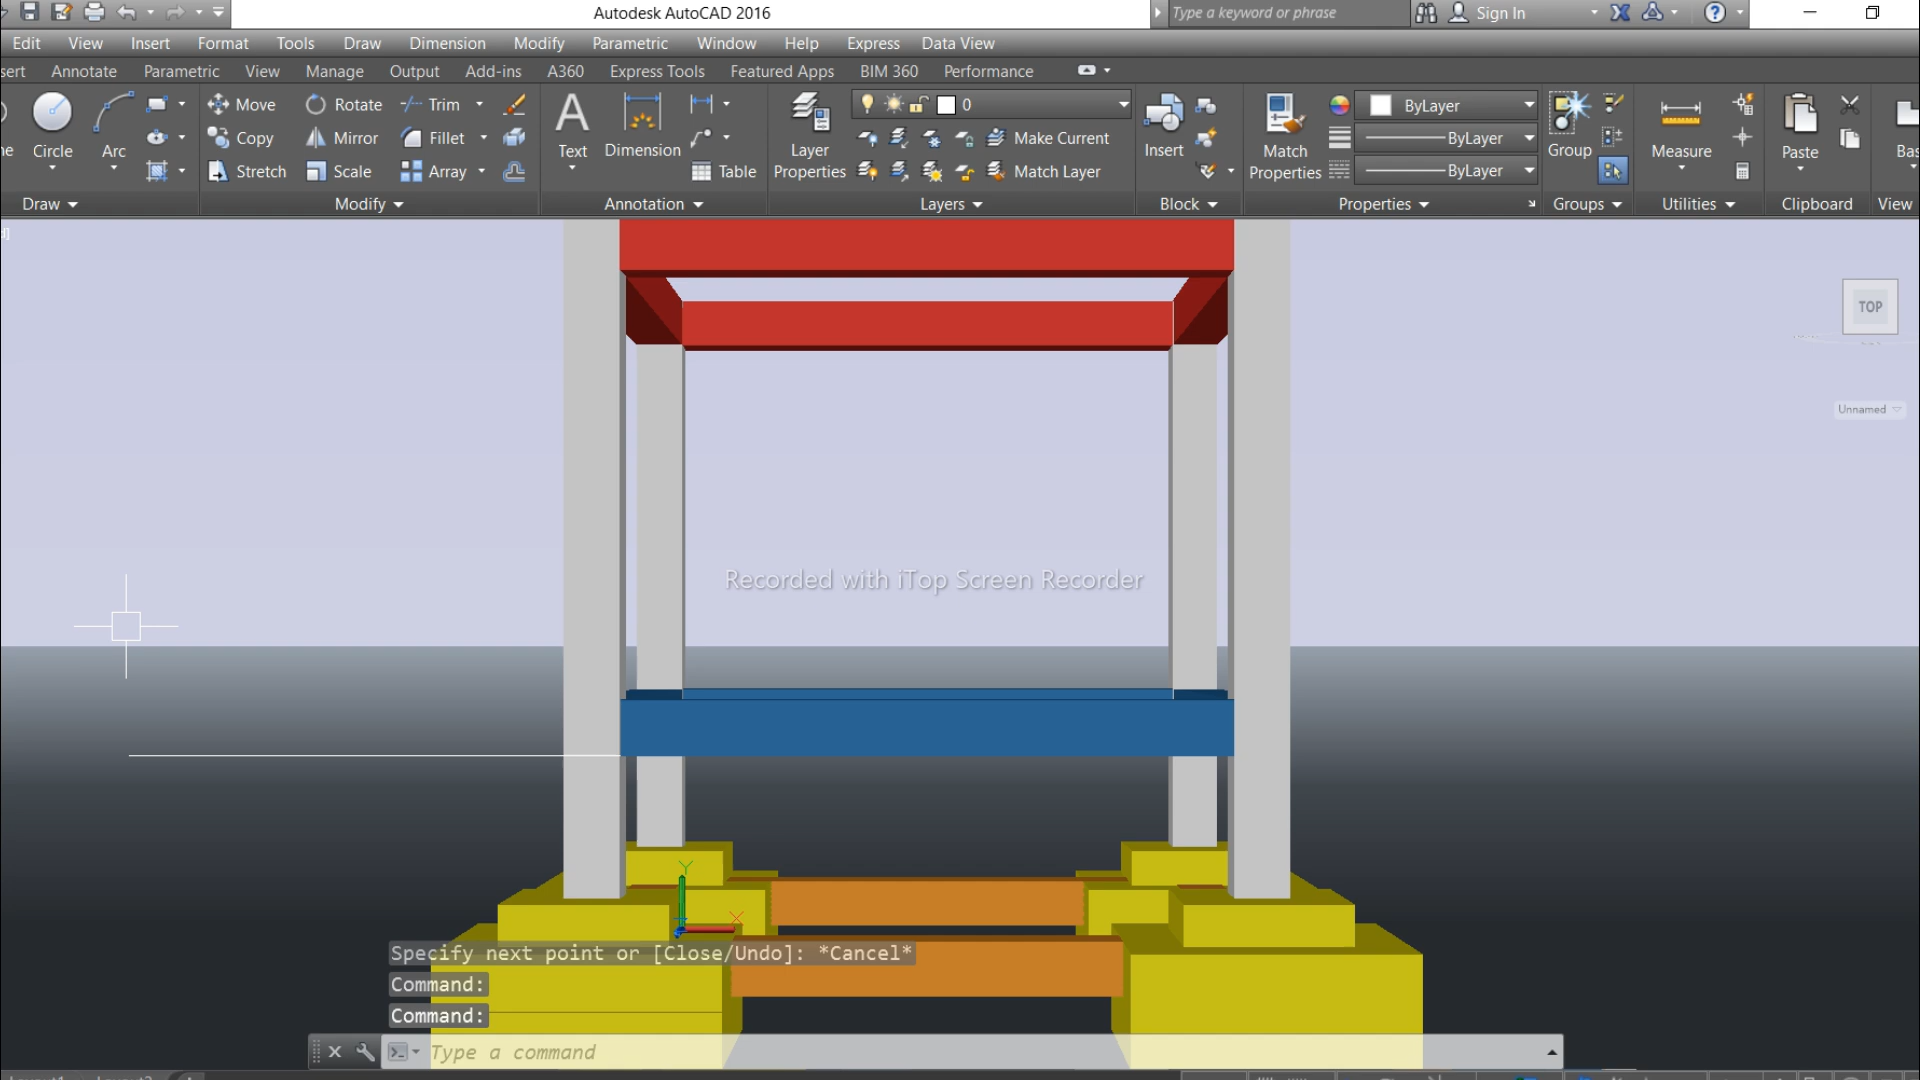 Autodesk AutoCAD 2016
Type a keyword or phrase
Sign In
Edit View Insert Format Tools Draw Dimension Modify Parametric Window Help Express Data View
sert Annotate Parametric View Manage Output Add-ins A360 Express Tools Featured Apps BIM 360 Performance
Move Rotate Trim
0
ByLayer
Copy Mirror Fillet
Make Current
ByLayer
ne Circle Arc
Text Dimension
Layer
Insert
Match
Group Measure Paste Bas
Stretch Scale Array
Table
Properties
Match Layer
Properties
ByLayer
Draw Modify Annotation Layers Block Properties Groups Utilities Clipboard View
d]
TOP
Unnamed
Recorded with iTop Screen Recorder
Y
X
Specify next point or [Close/Undo]: *Cancel*
Command:
Command:
Type a command